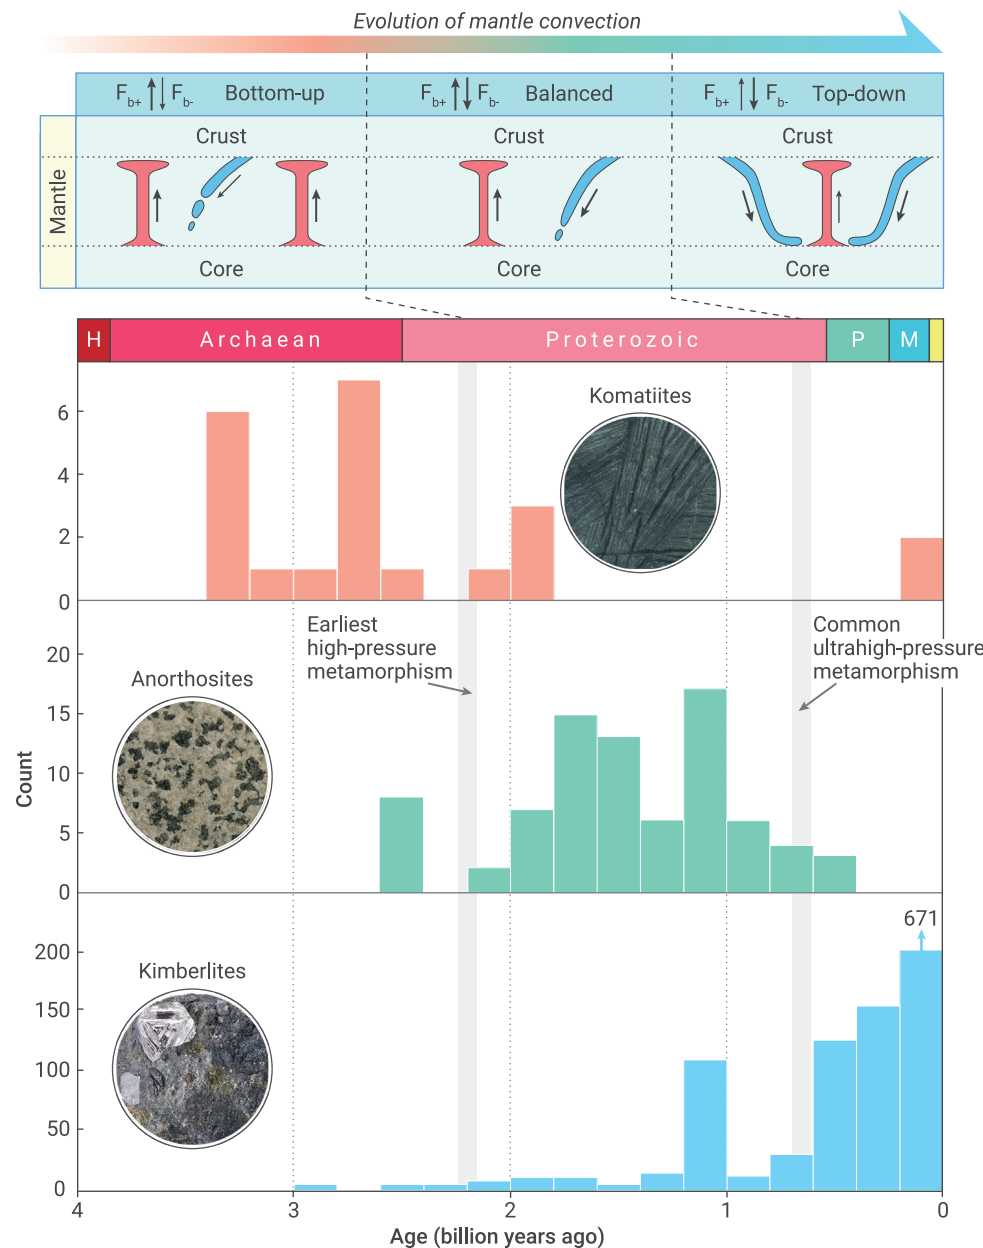 Evolution of mantle convection
Fb+ Fb- Bottom-up
Fb+ Fb- Balanced
Fb+ Fb- Top-down
Mantle
Crust
Crust
Crust
Core
Core
Core
H
Archaean
Proterozoic
P
M
Komatiites
6
4
2
0
Earliest
high-pressure
metamorphism
Common
ultrahigh-pressure
metamorphism
Anorthosites
20
15
10
5
0
Count
671
Kimberlites
200
150
100
50
0
4
3
2
1
0
Age (billion years ago)